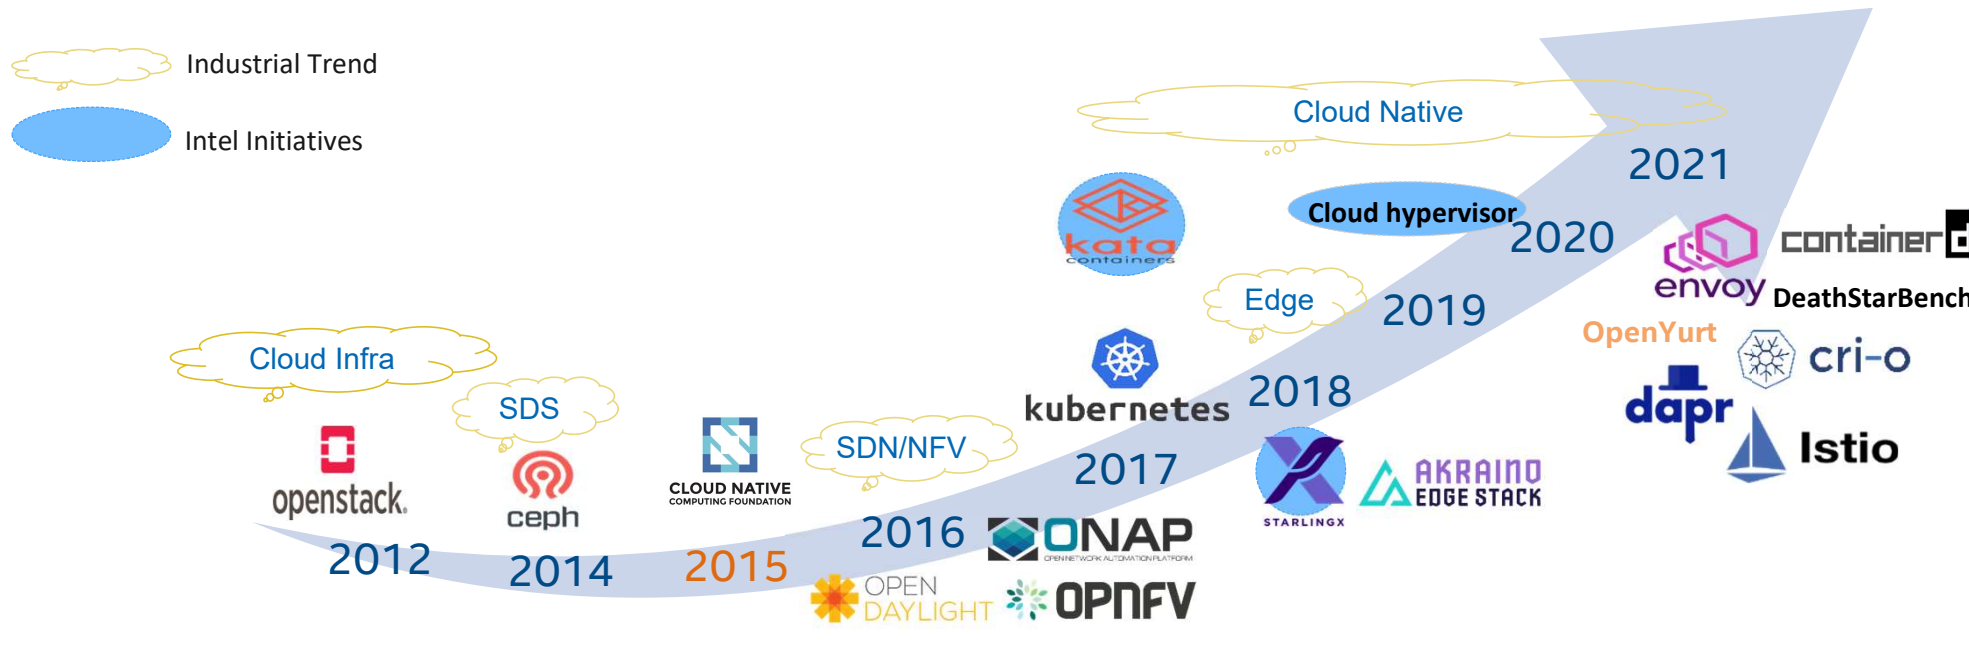 Industrial Trend
Intel Initiatives
Cloud Native
2021
kata
containers
Cloud hypervisor
2020
envoy
containerd
DeathStarBench
Edge
2019
OpenYurt
cri-o
Cloud Infra
SDS
kubernetes
2018
dapr
Istio
openstack.
ceph
CLOUD NATIVE
COMPUTING FOUNDATION
SDN/NFV
2017
STARLINGX
AKRAINO
EDGE STACK
2012
2014
2015
2016
ONAP
OPEN NETWORK AUTOMATION PLATFORM
OPEN
DAYLIGHT
OPNFV